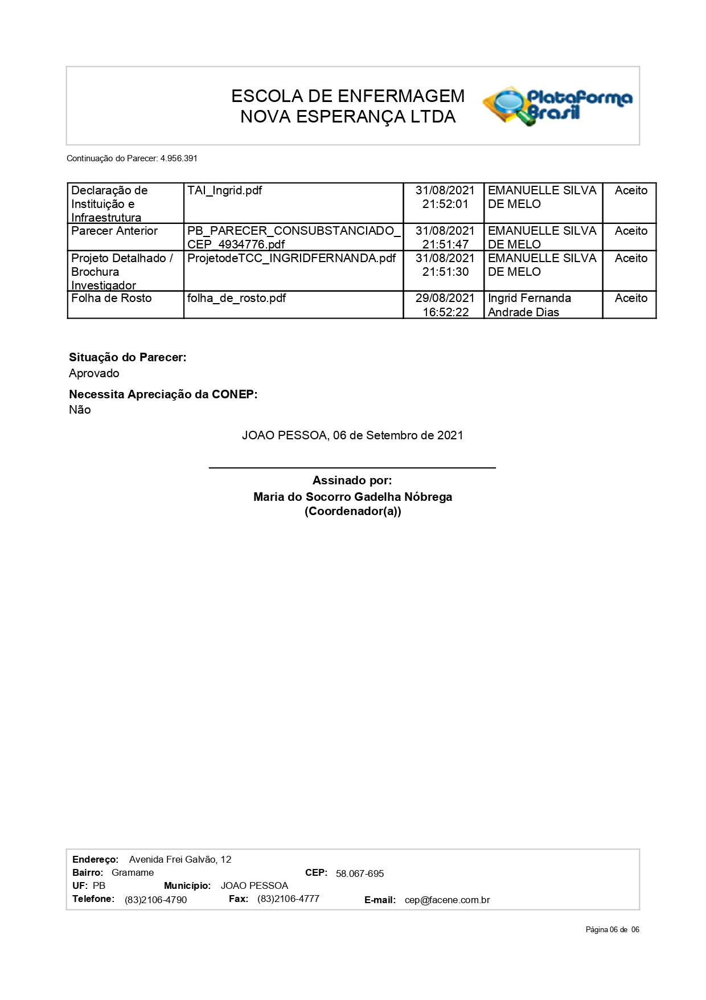 ESCOLA DE ENFERMAGEM
NOVA ESPERANÇA LTDA
Plataforma
Brasil
Continuação do Parecer: 4.956.391
Declaração de
Instituição e
Infraestrutura
TAI_Ingrid.pdf
31/08/2021
21:52:01
EMANUELLE SILVA
DE MELO
Aceito
Parecer Anterior
PB_PARECER_CONSUBSTANCIADO_
CEP_4934776.pdf
31/08/2021
21:51:47
EMANUELLE SILVA
DE MELO
Aceito
Projeto Detalhado /
Brochura
Investigador
ProjetodeTCC_INGRIDFERNANDA.pdf
31/08/2021
21:51:30
EMANUELLE SILVA
DE MELO
Aceito
Folha de Rosto
folha_de_rosto.pdf
29/08/2021
16:52:22
Ingrid Fernanda
Andrade Dias
Aceito
Situação do Parecer:
Aprovado
Necessita Apreciação da CONEP:
Não
JOAO PESSOA, 06 de Setembro de 2021
Assinado por:
Maria do Socorro Gadelha Nóbrega
(Coordenador(a))
Endereço: Avenida Frei Galvão, 12
Bairro: Gramame CEP: 58.067-695
UF: PB Município: JOAO PESSOA
Telefone: (83)2106-4790 Fax: (83)2106-4777 E-mail: cep@facene.com.br
Página 06 de 06